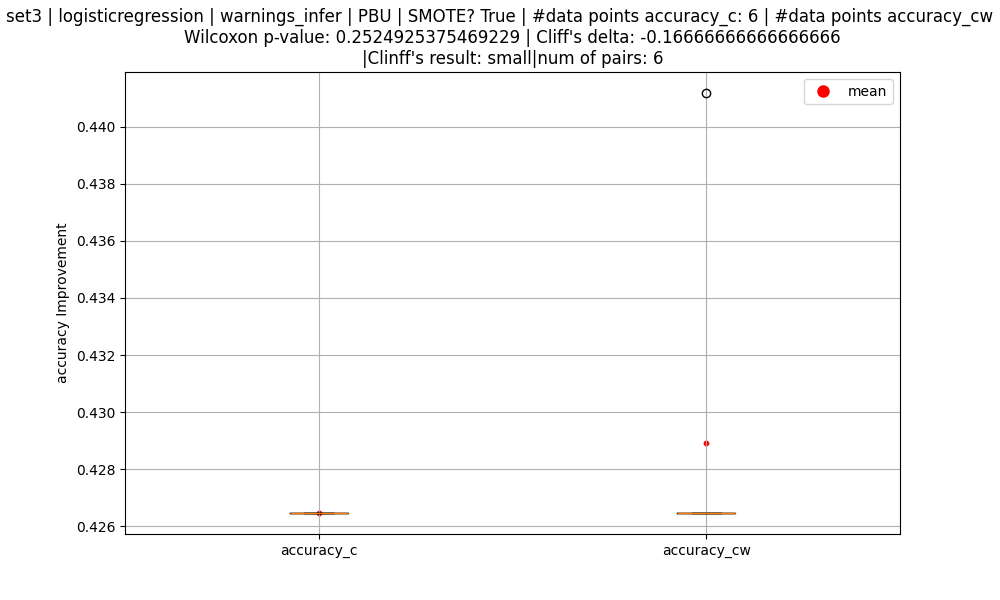 set3 | logisticregression | warnings_infer | PBU | SMOTE? True | #data points accuracy_c: 6 | #data points accuracy_cw
Wilcoxon p-value: 0.2524925375469229 | Cliff's delta: -0.16666666666666666
|Clinff's result: small|num of pairs: 6
mean
0.440
0.438
0.436
0.434
0.432
0.430
0.428
0.426
accuracy Improvement
accuracy_c
accuracy_cw